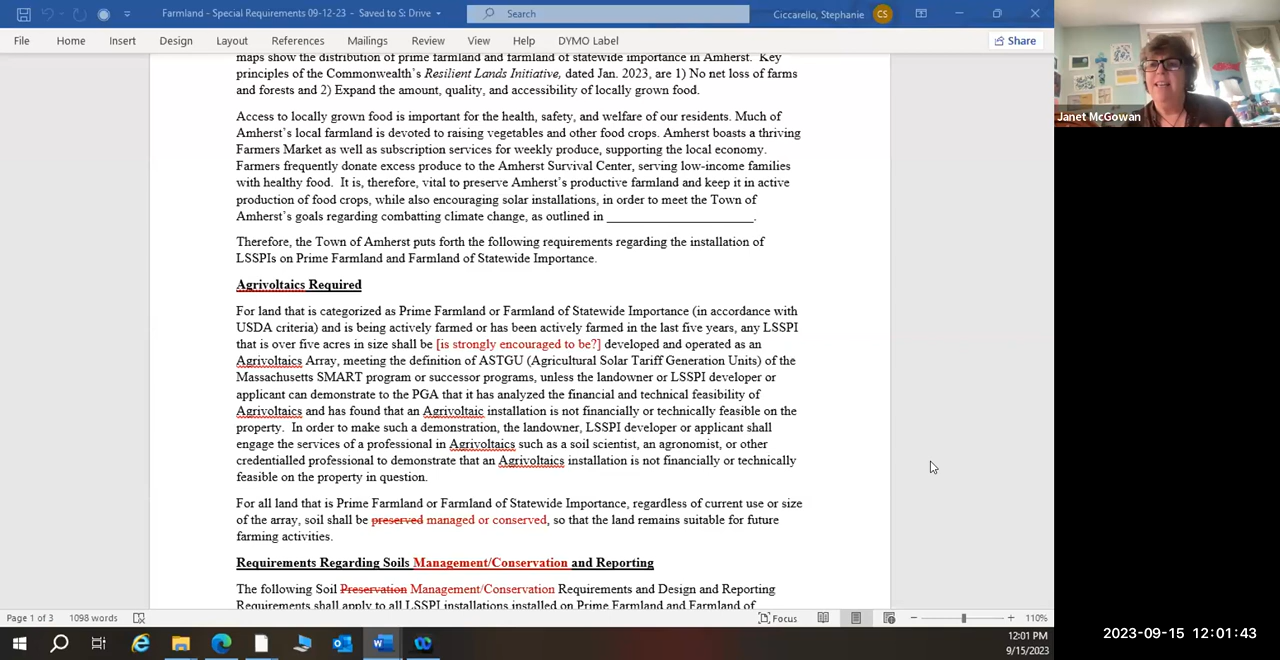 Farmland - Special Requirements 09-12-23 - Saved to S: Drive
Search
Ciccarello, Stephanie
CS
File Home Insert Design Layout References Mailings Review View Help DYMO Label
Share
maps show the distribution of prime farmland and farmland of statewide importance in Amherst. Key
principles of the Commonwealth's Resilient Lands Initiative, dated Jan. 2023, are 1) No net loss of farms
and forests and 2) Expand the amount, quality, and accessibility of locally grown food.
Access to locally grown food is important for the health, safety, and welfare of our residents. Much of
Amherst's local farmland is devoted to raising vegetables and other food crops. Amherst boasts a thriving
Farmers Market as well as subscription services for weekly produce, supporting the local economy.
Farmers frequently donate excess produce to the Amherst Survival Center, serving low-income families
with healthy food. It is, therefore, vital to preserve Amherst's productive farmland and keep it in active
production of food crops, while also encouraging solar installations, in order to meet the Town of
Amherst's goals regarding combatting climate change, as outlined in ______________________.
Therefore, the Town of Amherst puts forth the following requirements regarding the installation of
LSSPIs on Prime Farmland and Farmland of Statewide Importance.
Agrivoltaics Required
For land that is categorized as Prime Farmland or Farmland of Statewide Importance (in accordance with
USDA criteria) and is being actively farmed or has been actively farmed in the last five years, any LSSPI
that is over five acres in size shall be [is strongly encouraged to be?] developed and operated as an
Agrivoltaics Array, meeting the definition of ASTGU (Agricultural Solar Tariff Generation Units) of the
Massachusetts SMART program or successor programs, unless the landowner or LSSPI developer or
applicant can demonstrate to the PGA that it has analyzed the financial and technical feasibility of
Agrivoltaics and has found that an Agrivoltaic installation is not financially or technically feasible on the
property. In order to make such a demonstration, the landowner, LSSPI developer or applicant shall
engage the services of a professional in Agrivoltaics such as a soil scientist, an agronomist, or other
credentialled professional to demonstrate that an Agrivoltaics installation is not financially or technically
feasible on the property in question.
For all land that is Prime Farmland or Farmland of Statewide Importance, regardless of current use or size
of the array, soil shall be preserved managed or conserved, so that the land remains suitable for future
farming activities.
Requirements Regarding Soils Management/Conservation and Reporting
The following Soil Preservation Management/Conservation Requirements and Design and Reporting
Requirements shall apply to all LSSPI installations installed on Prime Farmland and Farmland of
Page 1 of 3 1098 words
Focus
110%
12:01 PM
9/15/2023
Janet McGowan
2023-09-15 12:01:43